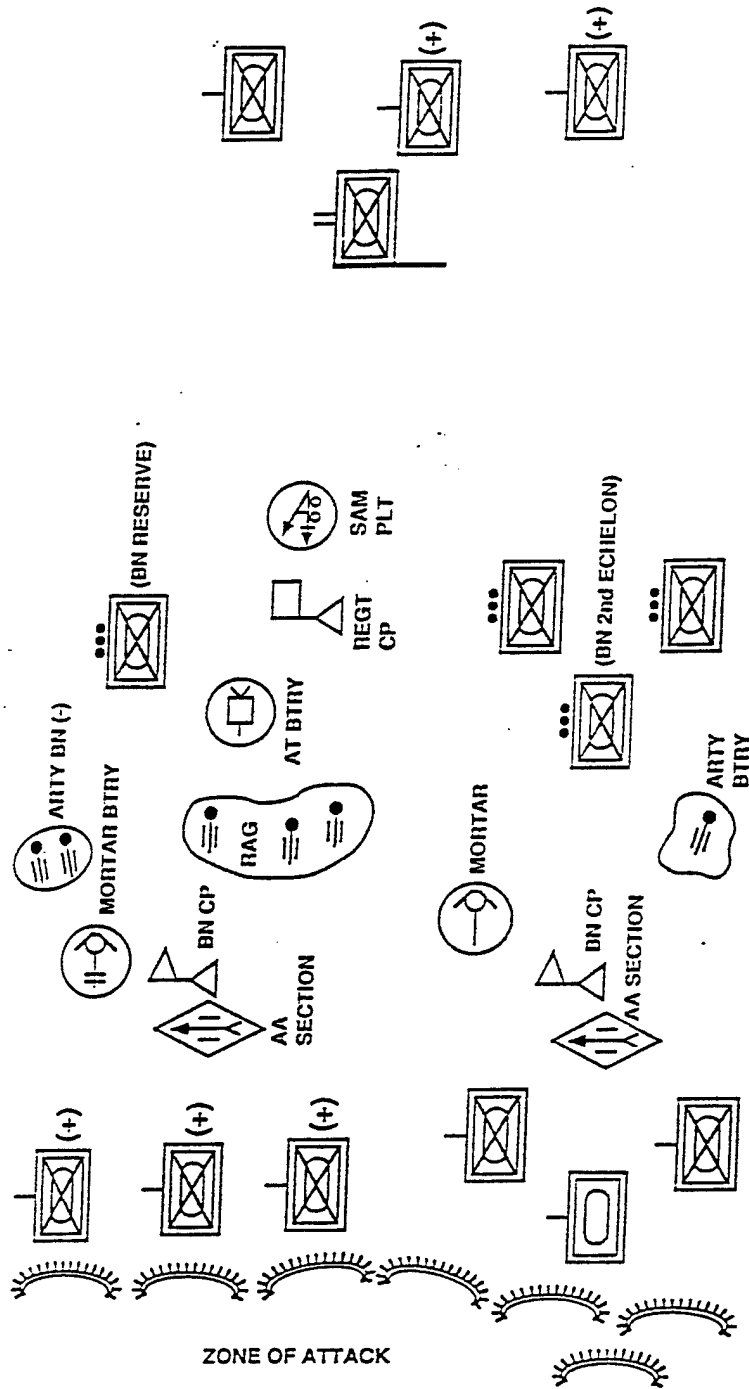 (+)
(+)
(BN RESERVE)
SAM
PLT
REGT
CP
AT BTRY
ARTY BN (-)
MORTAR BTRY
RAG
BN CP
AA
SECTION
(BN 2nd ECHELON)
MORTAR
ARTY
BTRY
BN CP
AA SECTION
(+)
(+)
(+)
ZONE OF ATTACK